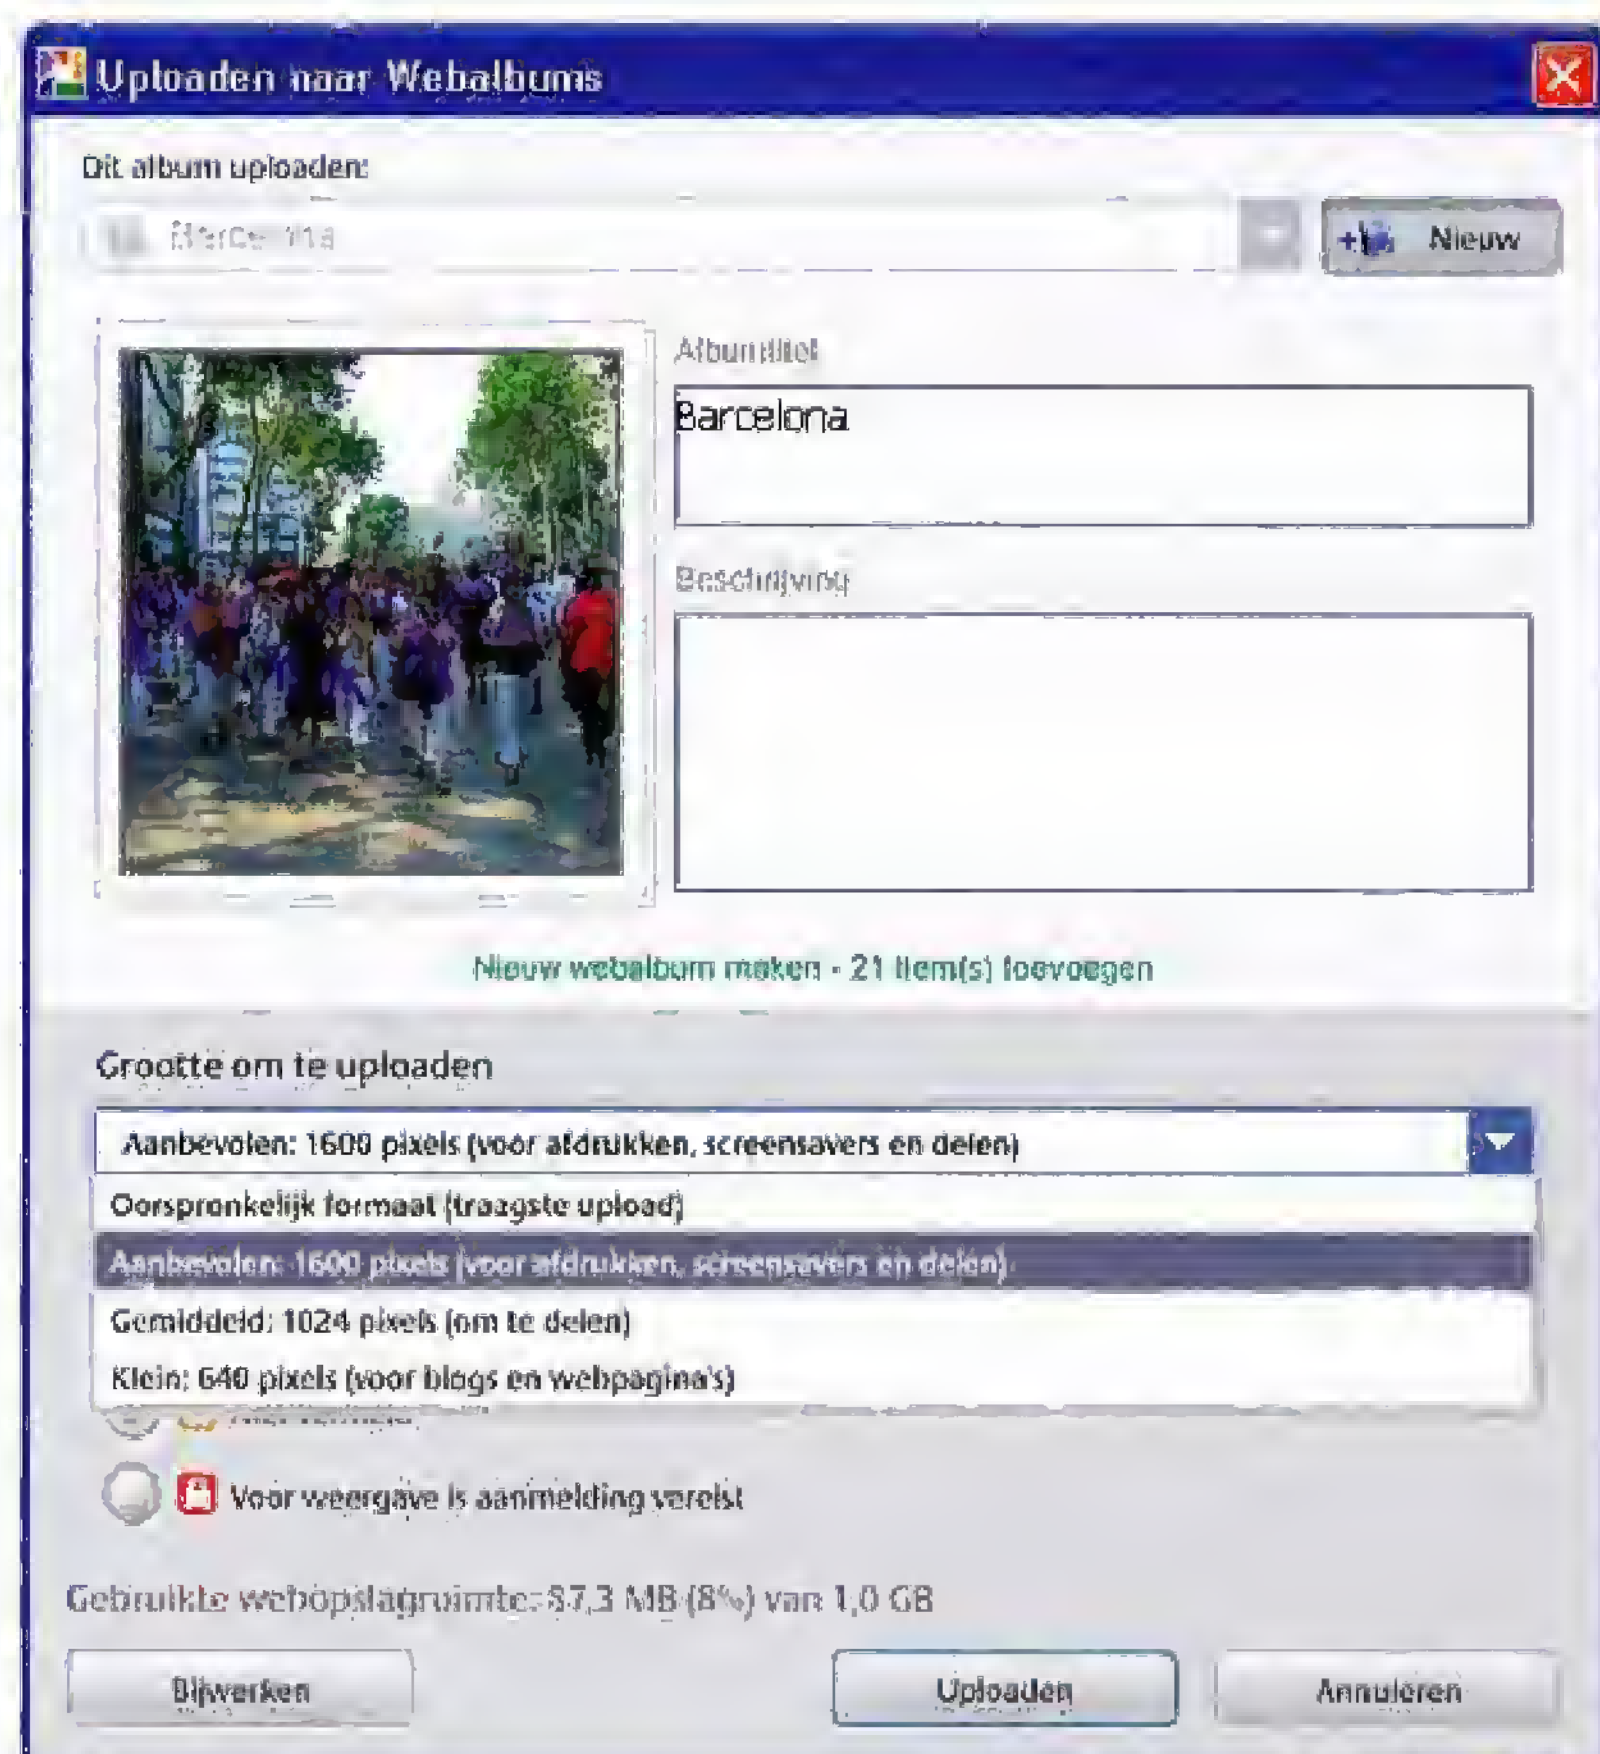 Uploaden naar Webalbums
Dit album uploaden:
Barcelona
Nieuw
Albumtitel
Barcelona
Beschrijving
Nieuw webalbum maken - 21 item(s) toevoegen
Grootte om te uploaden
Aanbevolen: 1600 pixels (voor afdrukken, screensavers en delen)
Oorspronkelijk formaat (traagste upload)
Aanbevolen: 1600 pixels (voor afdrukken, screensavers en delen)
Gemiddeld: 1024 pixels (om te delen)
Klein: 640 pixels (voor blogs en webpagina's)
Voor weergave is aanmelding vereist
Gebruikte webopslagruimte: 87,3 MB (8%) van 1,0 GB
Bijwerken
Uploaden
Annuleren